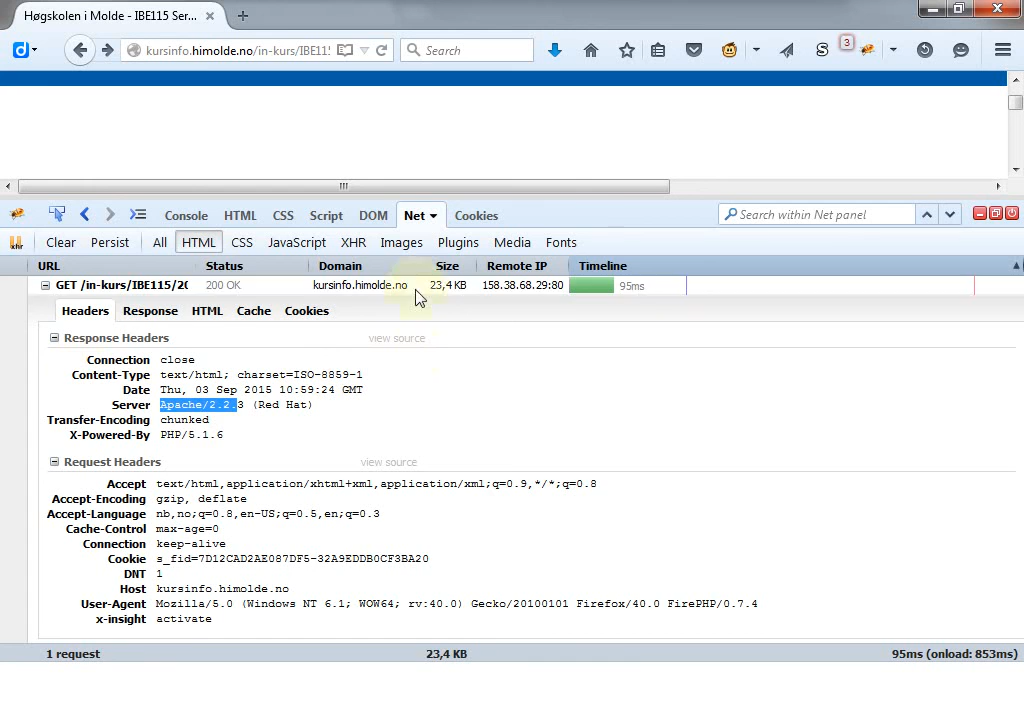 Høgskolen i Molde - IBE115 Ser...
kursinfo.himolde.no/in-kurs/IBE11!
Search
3
Console HTML CSS Script DOM Net Cookies
Search within Net panel
Clear Persist All HTML CSS JavaScript XHR Images Plugins Media Fonts
URL Status Domain Size Remote IP Timeline
GET /in-kurs/IBE115/20 200 OK kursinfo.himolde.no 23,4 KB 158.38.68.29:80 95ms
Headers Response HTML Cache Cookies
Response Headers view source
Connection close
Content-Type text/html; charset=ISO-8859-1
Date Thu, 03 Sep 2015 10:59:24 GMT
Server Apache/2.2.3 (Red Hat)
Transfer-Encoding chunked
X-Powered-By PHP/5.1.6
Request Headers view source
Accept text/html,application/xhtml+xml,application/xml;q=0.9,*/*;q=0.8
Accept-Encoding gzip, deflate
Accept-Language nb,no;q=0.8,en-US;q=0.5,en;q=0.3
Cache-Control max-age=0
Connection keep-alive
Cookie s_fid=7D12CAD2AE087DF5-32A9EDDB0CF3BA20
DNT 1
Host kursinfo.himolde.no
User-Agent Mozilla/5.0 (Windows NT 6.1; WOW64; rv:40.0) Gecko/20100101 Firefox/40.0 FirePHP/0.7.4
x-insight activate
1 request 23,4 KB 95ms (onload: 853ms)